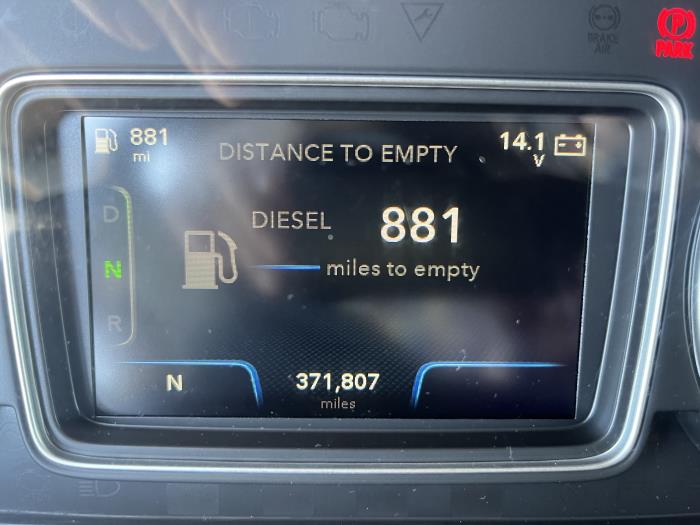 BRAKE
AIR
P
PARK
881
mi
DISTANCE TO EMPTY
14.1
V
D
N
R
DIESEL 881
miles to empty
N
371,807
miles